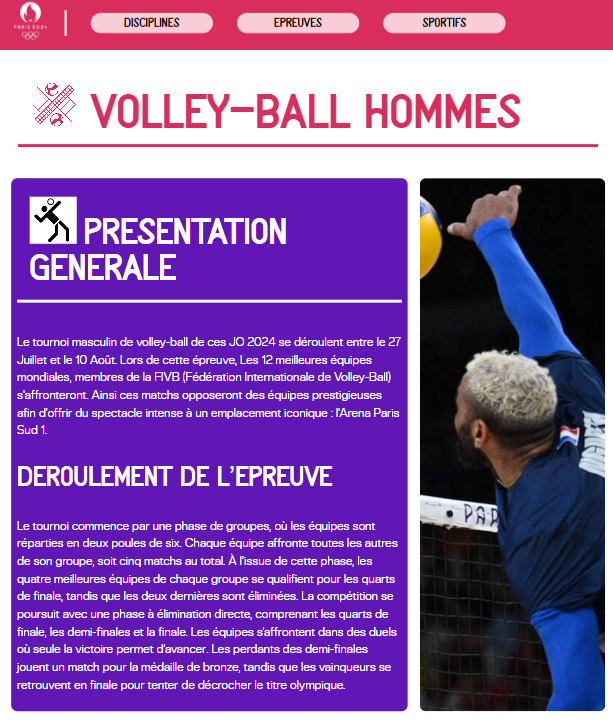 PARIS 2024
DISCIPLINES
EPREUVES
SPORTIFS
VOLLEY-BALL HOMMES
PRESENTATION
GENERALE
Le tournoi masculin de volley-ball de ces JO 2024 se déroulent entre le 27
Juillet et le 10 Août. Lors de cette épreuve, Les 12 meilleures équipes
mondiales, membres de la FIVB (Fédération Internationale de Volley-Ball)
s'affronteront. Ainsi ces matchs opposeront des équipes prestigieuses
afin d'offrir du spectacle intense à un emplacement iconique : l'Arena Paris
Sud 1.
DEROULEMENT DE L'EPREUVE
Le tournoi commence par une phase de groupes, où les équipes sont
réparties en deux poules de six. Chaque équipe affronte toutes les autres
de son groupe, soit cinq matchs au total. À l'issue de cette phase, les
quatre meilleures équipes de chaque groupe se qualifient pour les quarts
de finale, tandis que les deux dernières sont éliminées. La compétition se
poursuit avec une phase à élimination directe, comprenant les quarts de
finale, les demi-finales et la finale. Les équipes s'affrontent dans des duels
où seule la victoire permet d'avancer. Les perdants des demi-finales
jouent un match pour la médaille de bronze, tandis que les vainqueurs se
retrouvent en finale pour tenter de décrocher le titre olympique.